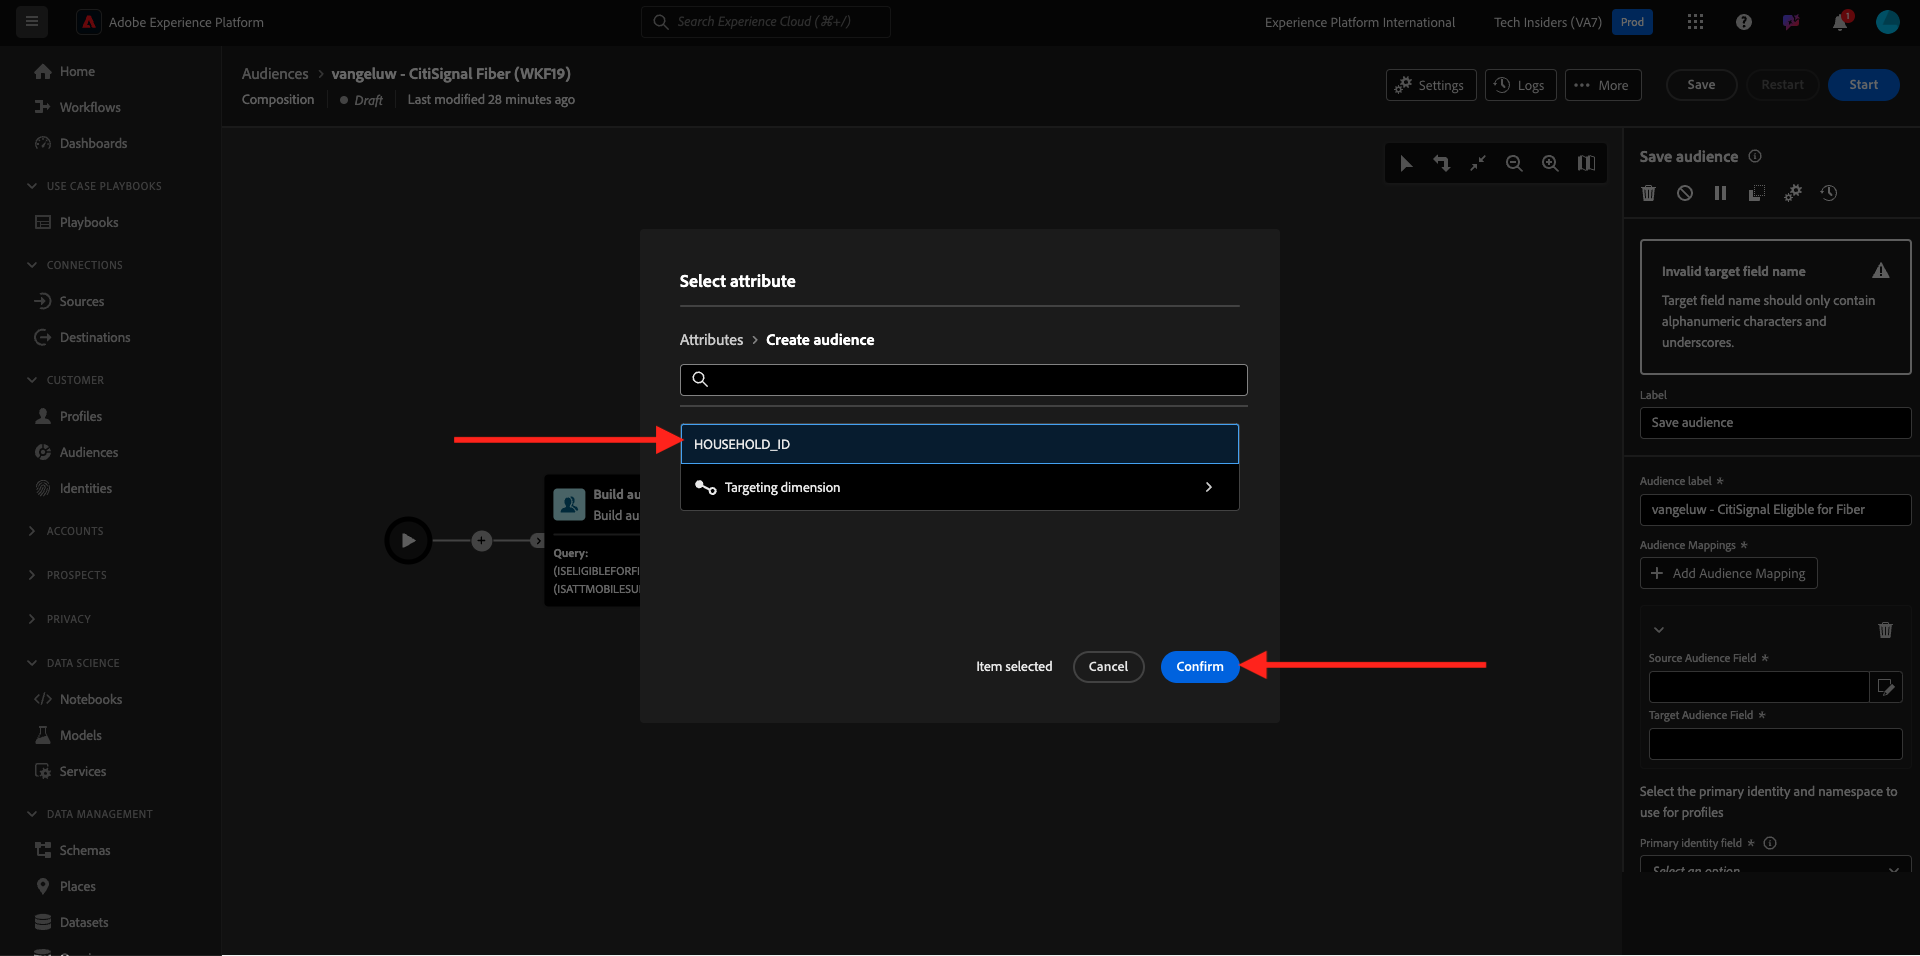 Adobe Experience Platform
Search Experience Cloud (⌘+/)
Experience Platform International
Tech Insiders (VA7)
Prod
1
Home
Workflows
Dashboards
USE CASE PLAYBOOKS
Playbooks
CONNECTIONS
Sources
Destinations
CUSTOMER
Profiles
Audiences
Identities
ACCOUNTS
PROSPECTS
PRIVACY
DATA SCIENCE
Notebooks
Models
Services
DATA MANAGEMENT
Schemas
Places
Datasets
Audiences > vangeluw - CitiSignal Fiber (WKF19)
Composition
Draft
Last modified 28 minutes ago
Settings
Logs
More
Save
Restart
Start
Build au
Build au
Query:
(ISELIGIBLEFORFI
(ISATTMOBILESU
Select attribute
Attributes > Create audience
HOUSEHOLD_ID
Targeting dimension
Item selected
Cancel
Confirm
Save audience
Invalid target field name
Target field name should only contain
alphanumeric characters and
underscores.
Label
Save audience
Audience label *
vangeluw - CitiSignal Eligible for Fiber
Audience Mappings *
+ Add Audience Mapping
Source Audience Field *
Target Audience Field *
Select the primary identity and namespace to
use for profiles
Primary identity field *
Select an option